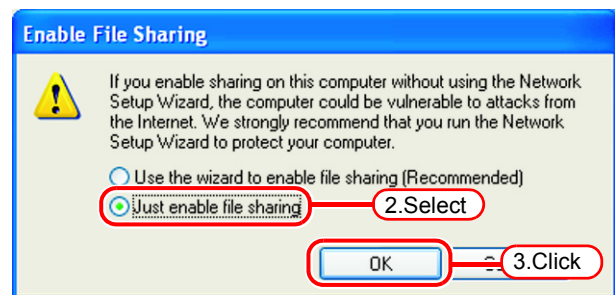 Enable File Sharing
If you enable sharing on this computer without using the Network
Setup Wizard, the computer could be vulnerable to attacks from
the Internet. We strongly recommend that you run the Network
Setup Wizard to protect your computer.
Use the wizard to enable file sharing (Recommended)
Just enable file sharing
2.Select
OK
3.Click